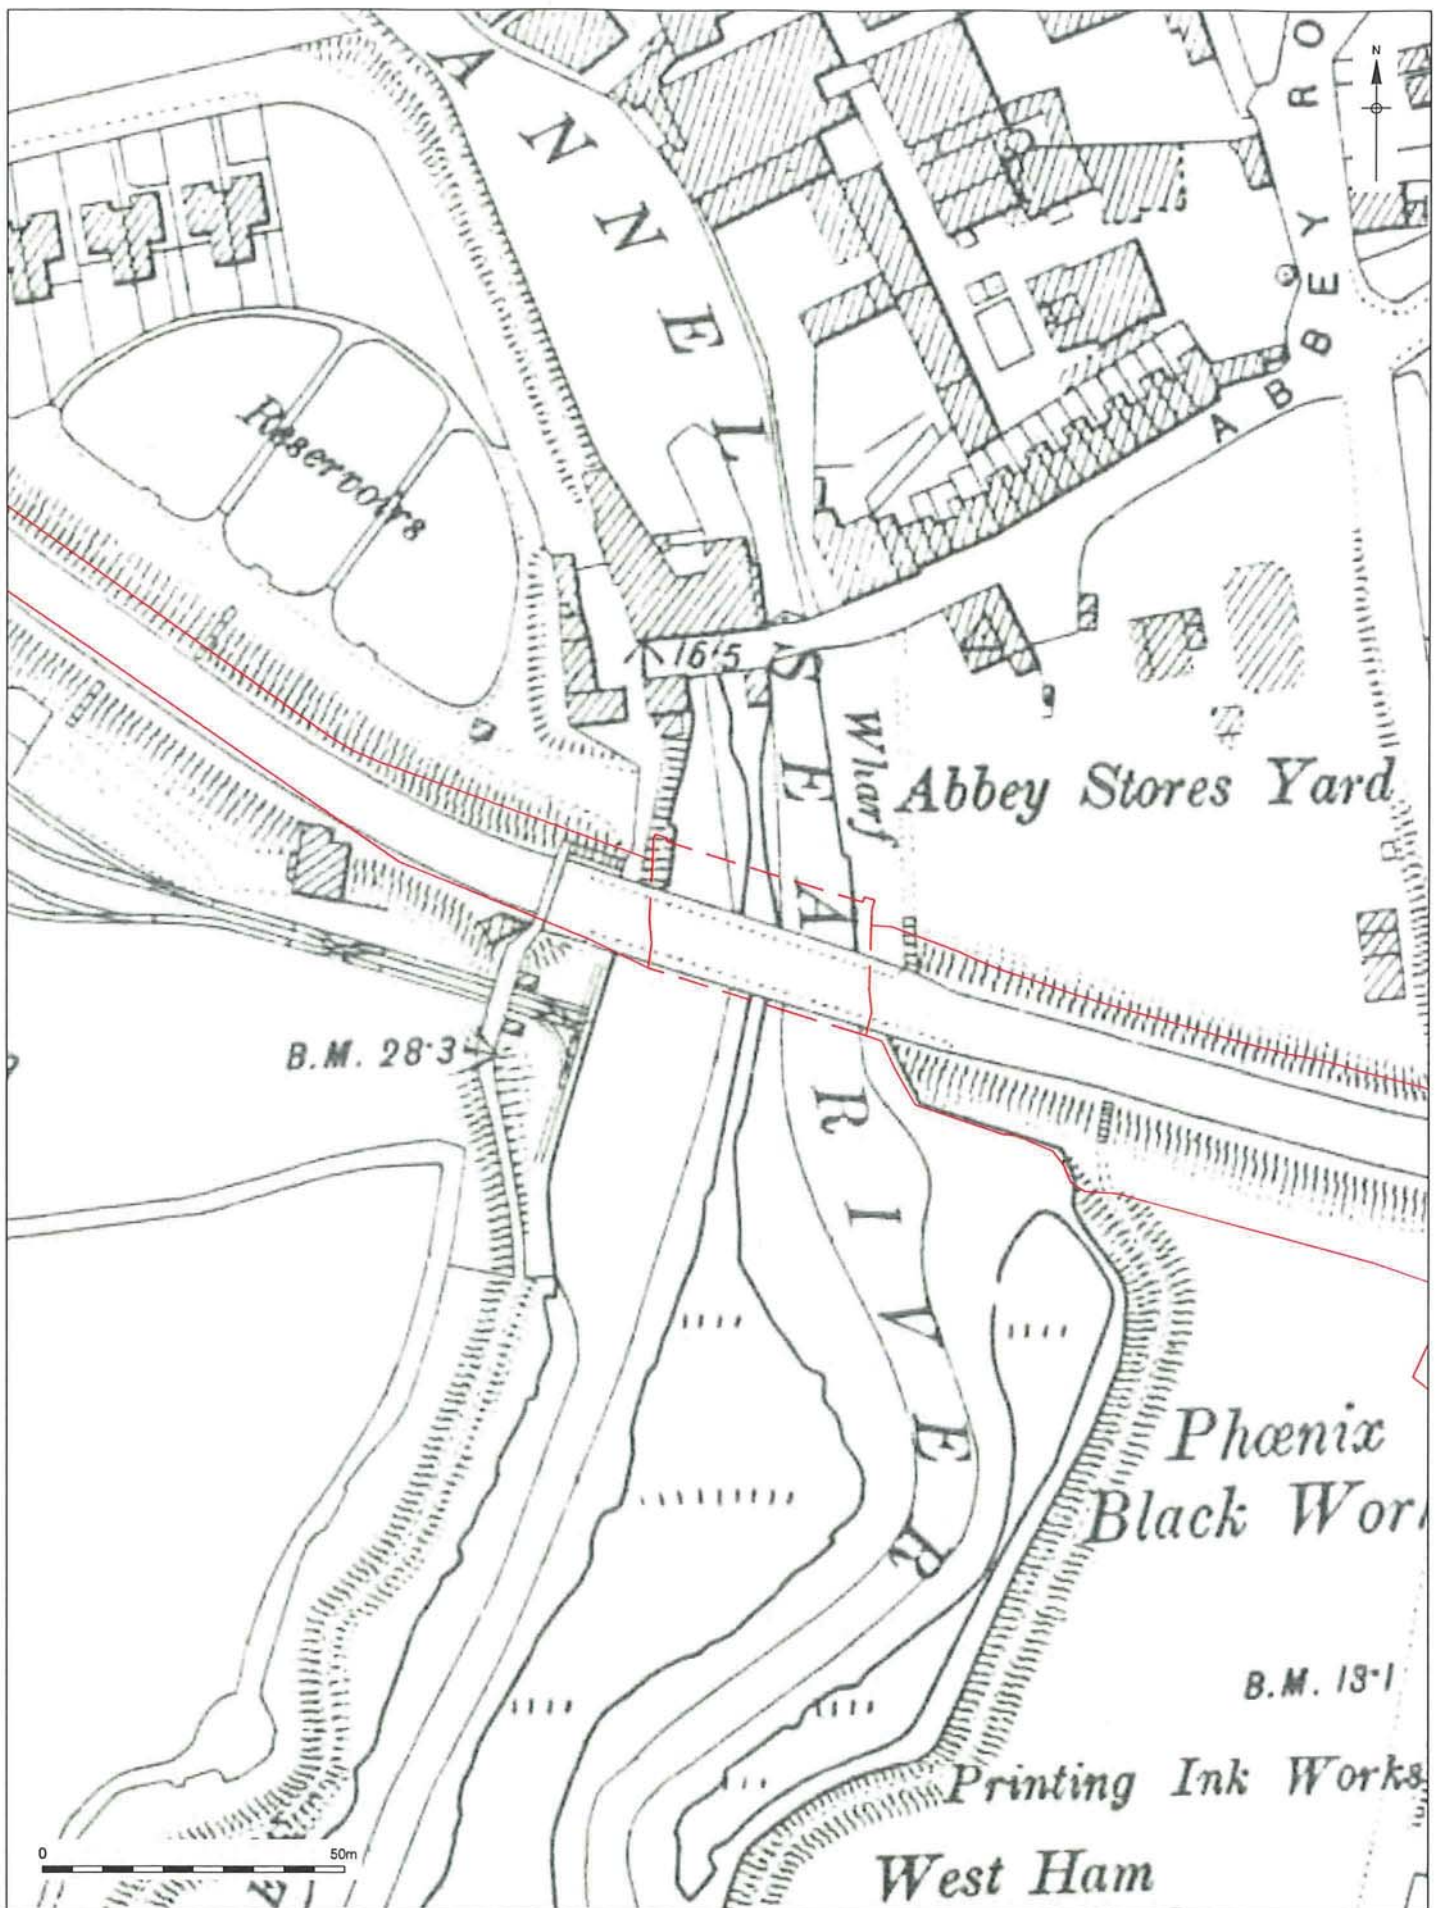 N
ANNEL
ABBEY RO
ABBEY
Reservoirs
16·5
SEA RIVER
Wharf
Abbey Stores Yard
B.M. 28·3
Phœnix
Black Wor
B.M. 13·1
Printing Ink Works
West Ham
0 50m